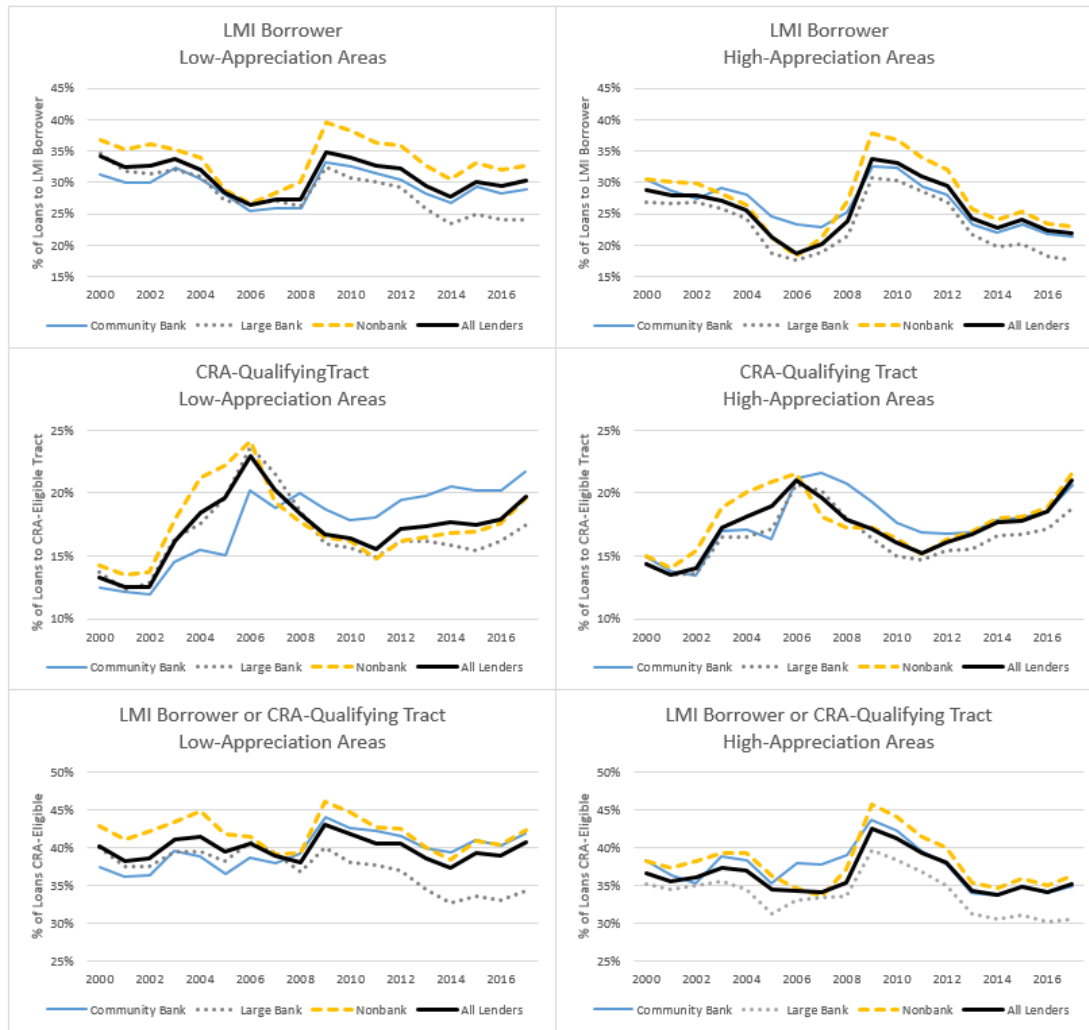 LMI Borrower
Low-Appreciation Areas
% of Loans to LMI Borrower
45%
40%
35%
30%
25%
20%
15%
2000 2002 2004 2006 2008 2010 2012 2014 2016
Community Bank Large Bank Nonbank All Lenders
LMI Borrower
High-Appreciation Areas
% of Loans to LMI Borrower
45%
40%
35%
30%
25%
20%
15%
2000 2002 2004 2006 2008 2010 2012 2014 2016
Community Bank Large Bank Nonbank All Lenders
CRA-QualifyingTract
Low-Appreciation Areas
% of Loans to CRA-Eligible Tract
25%
20%
15%
10%
2000 2002 2004 2006 2008 2010 2012 2014 2016
Community Bank Large Bank Nonbank All Lenders
CRA-Qualifying Tract
High-Appreciation Areas
% of Loans to CRA-Eligible Tract
25%
20%
15%
10%
2000 2002 2004 2006 2008 2010 2012 2014 2016
Community Bank Large Bank Nonbank All Lenders
LMI Borrower or CRA-Qualifying Tract
Low-Appreciation Areas
% of Loans CRA-Eligible
50%
45%
40%
35%
30%
25%
2000 2002 2004 2006 2008 2010 2012 2014 2016
Community Bank Large Bank Nonbank All Lenders
LMI Borrower or CRA-Qualifying Tract
High-Appreciation Areas
% of Loans CRA-Eligible
50%
45%
40%
35%
30%
25%
2000 2002 2004 2006 2008 2010 2012 2014 2016
Community Bank Large Bank Nonbank All Lenders